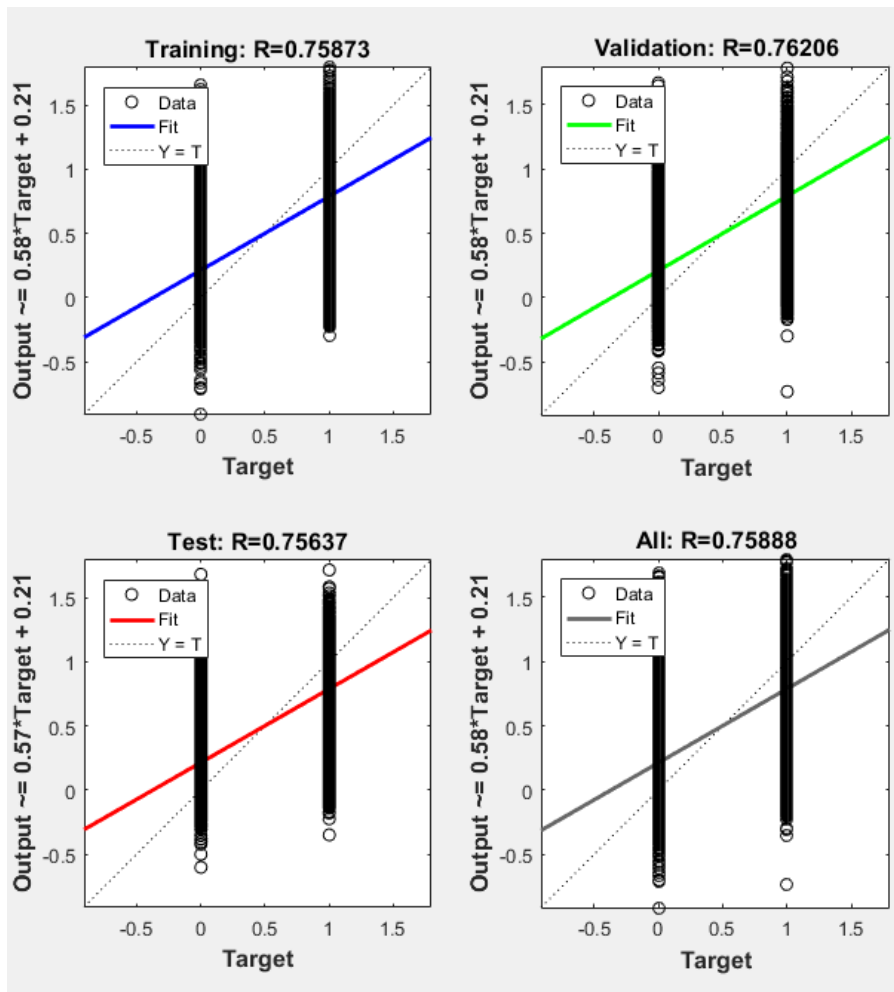 Training: R=0.75873
Output ~= 0.58*Target + 0.21
1.5
1
0.5
0
-0.5
Data
Fit
Y = T
-0.5 0 0.5 1 1.5
Target
Validation: R=0.76206
Output ~= 0.58*Target + 0.21
1.5
1
0.5
0
-0.5
Data
Fit
Y = T
-0.5 0 0.5 1 1.5
Target
Test: R=0.75637
Output ~= 0.57*Target + 0.21
1.5
1
0.5
0
-0.5
Data
Fit
Y = T
-0.5 0 0.5 1 1.5
Target
All: R=0.75888
Output ~= 0.58*Target + 0.21
1.5
1
0.5
0
-0.5
Data
Fit
Y = T
-0.5 0 0.5 1 1.5
Target